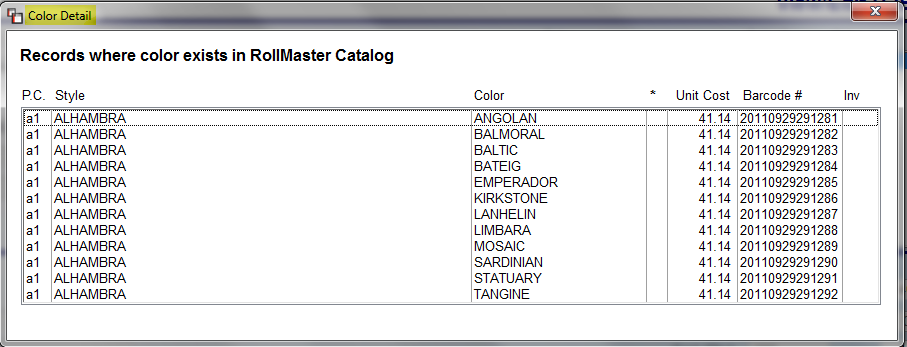 Color Detail
Records where color exists in RollMaster Catalog
P.C. Style Color * Unit Cost Barcode # Inv
a1 ALHAMBRA ANGOLAN 41.14 20110929291281
a1 ALHAMBRA BALMORAL 41.14 20110929291282
a1 ALHAMBRA BALTIC 41.14 20110929291283
a1 ALHAMBRA BATEIG 41.14 20110929291284
a1 ALHAMBRA EMPERADOR 41.14 20110929291285
a1 ALHAMBRA KIRKSTONE 41.14 20110929291286
a1 ALHAMBRA LANHELIN 41.14 20110929291287
a1 ALHAMBRA LIMBARA 41.14 20110929291288
a1 ALHAMBRA MOSAIC 41.14 20110929291289
a1 ALHAMBRA SARDINIAN 41.14 20110929291290
a1 ALHAMBRA STATUARY 41.14 20110929291291
a1 ALHAMBRA TANGINE 41.14 20110929291292